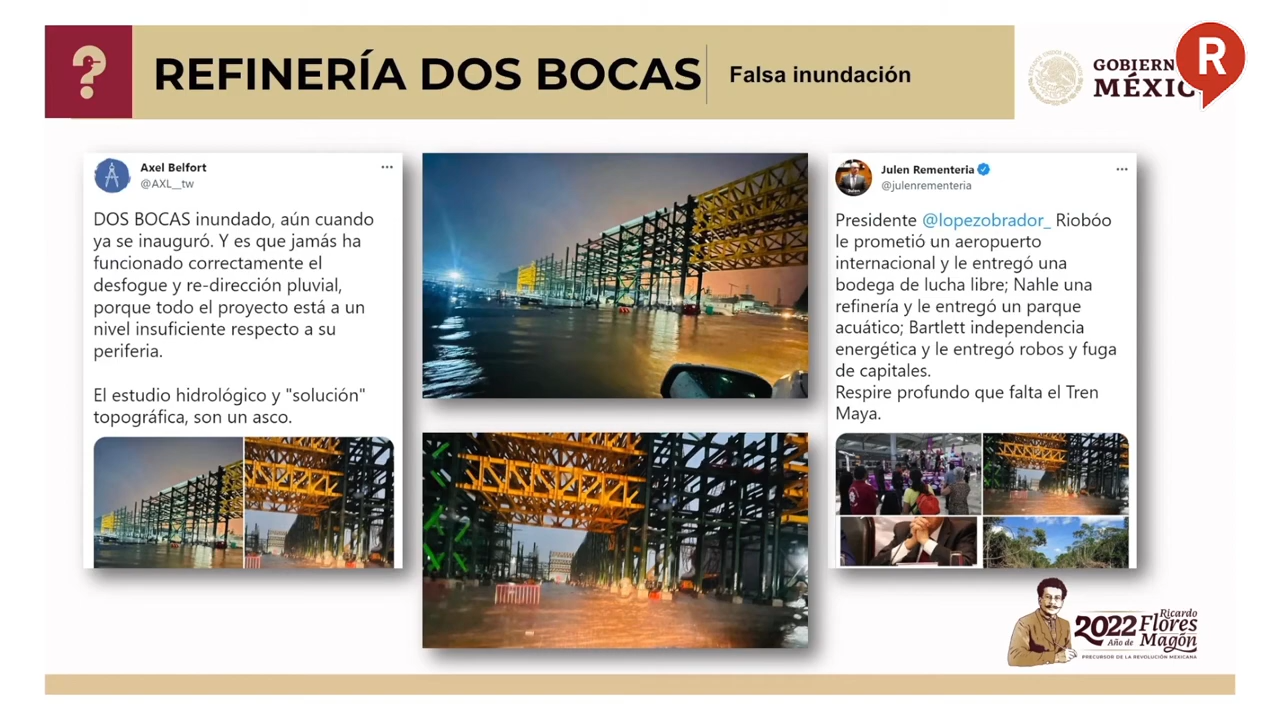 ?
REFINERÍA DOS BOCAS
Falsa inundación
GOBIERN
MÉXIC
R
Axel Belfort
@AXL__tw
DOS BOCAS inundado, aún cuando
ya se inauguró. Y es que jamás ha
funcionado correctamente el
desfogue y re-dirección pluvial,
porque todo el proyecto está a un
nivel insuficiente respecto a su
periferia.
El estudio hidrológico y "solución"
topográfica, son un asco.
Julen Rementeria
@julenrementeria
Presidente @lopezobrador_ Riobóo
le prometió un aeropuerto
internacional y le entregó una
bodega de lucha libre; Nahle una
refinería y le entregó un parque
acuático; Bartlett independencia
energética y le entregó robos y fuga
de capitales.
Respire profundo que falta el Tren
Maya.
2022
Año de
Ricardo
Flores
Magón
PRECURSOR DE LA REVOLUCIÓN MEXICANA